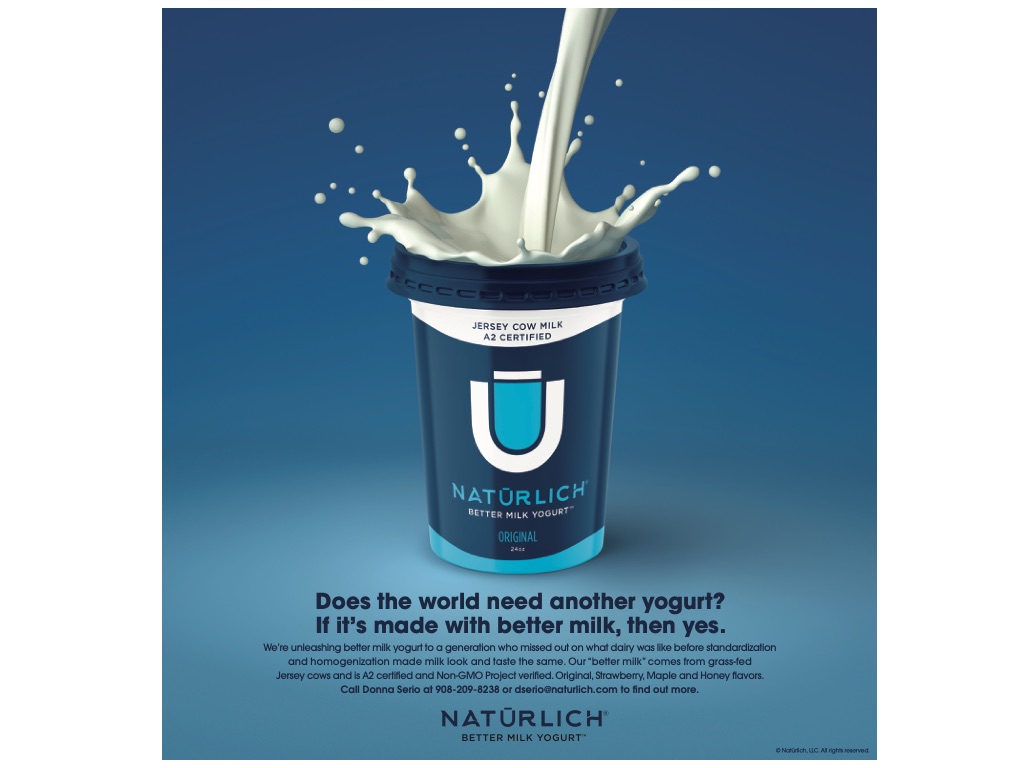 JERSEY COW MILK
A2 CERTIFIED
NATŪRLICH®
BETTER MILK YOGURT™
ORIGINAL
24oz
Does the world need another yogurt?
If it's made with better milk, then yes.
We're unleashing better milk yogurt to a generation who missed out on what dairy was like before standardization
and homogenization made milk look and taste the same. Our "better milk" comes from grass-fed
Jersey cows and is A2 certified and Non-GMO Project verified. Original, Strawberry, Maple and Honey flavors.
Call Donna Serio at 908-209-8238 or dserio@naturlich.com to find out more.
NATŪRLICH®
BETTER MILK YOGURT™
© Natürlich, LLC. All rights reserved.